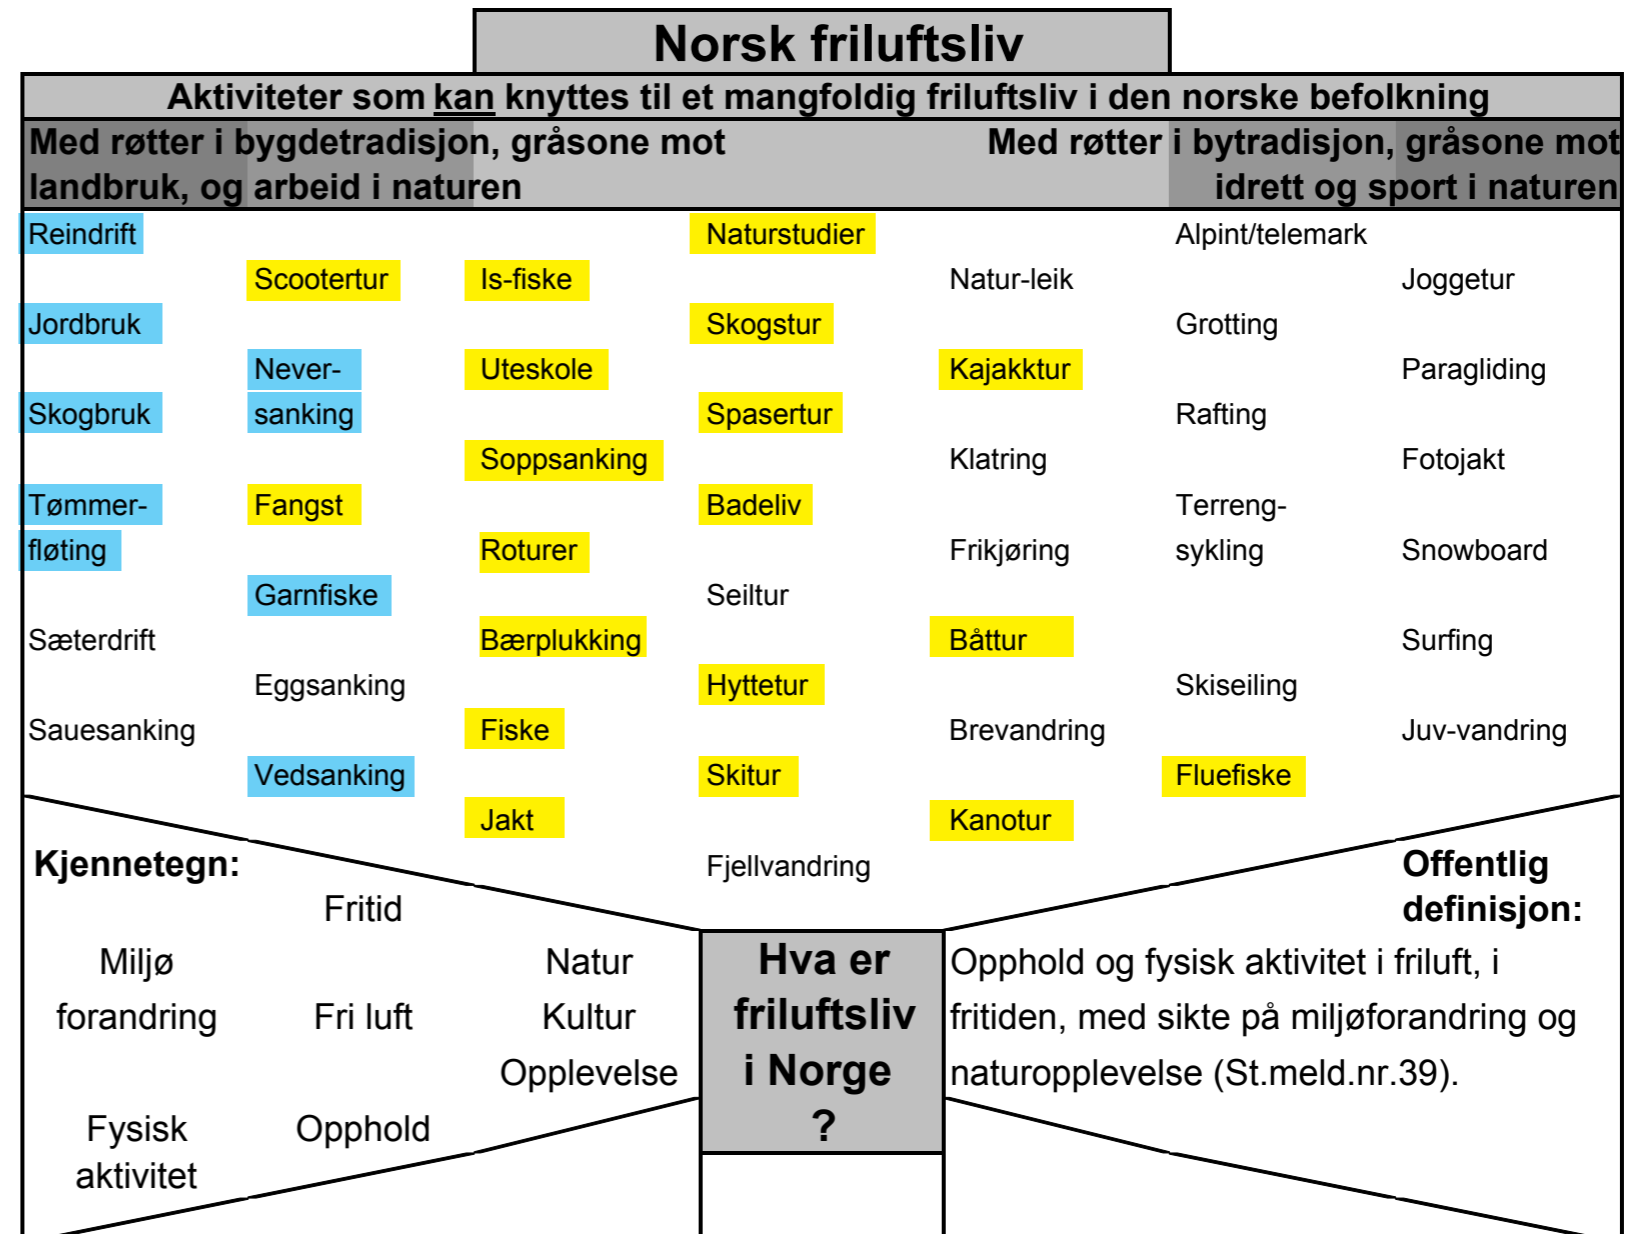 Norsk friluftsliv
Aktiviteter som kan knyttes til et mangfoldig friluftsliv i den norske befolkning
Med røtter i bygdetradisjon, gråsone mot
landbruk, og arbeid i naturen
Med røtter i bytradisjon, gråsone mot
idrett og sport i naturen
Reindrift Naturstudier Alpint/telemark
Scootertur Is-fiske Natur-leik Joggetur
Jordbruk Skogstur Grotting
Never- Uteskole Kajakktur Paragliding
Skogbruk sanking Spasertur Rafting
Soppsanking Klatring Fotojakt
Tømmer- Fangst Badeliv Terreng-
fløting Roturer Frikjøring sykling Snowboard
Garnfiske Seiltur
Sæterdrift Bærplukking Båttur Surfing
Eggsanking Hyttetur Skiseiling
Sauesanking Fiske Brevandring Juv-vandring
Vedsanking Skitur Fluefiske
Jakt Kanotur
Fjellvandring
Kjennetegn:
Fritid
Miljø Natur
forandring Fri luft Kultur
Opplevelse
Fysisk Opphold
aktivitet
Hva er
friluftsliv
i Norge
?
Offentlig
definisjon:
Opphold og fysisk aktivitet i friluft, i
fritiden, med sikte på miljøforandring og
naturopplevelse (St.meld.nr.39).